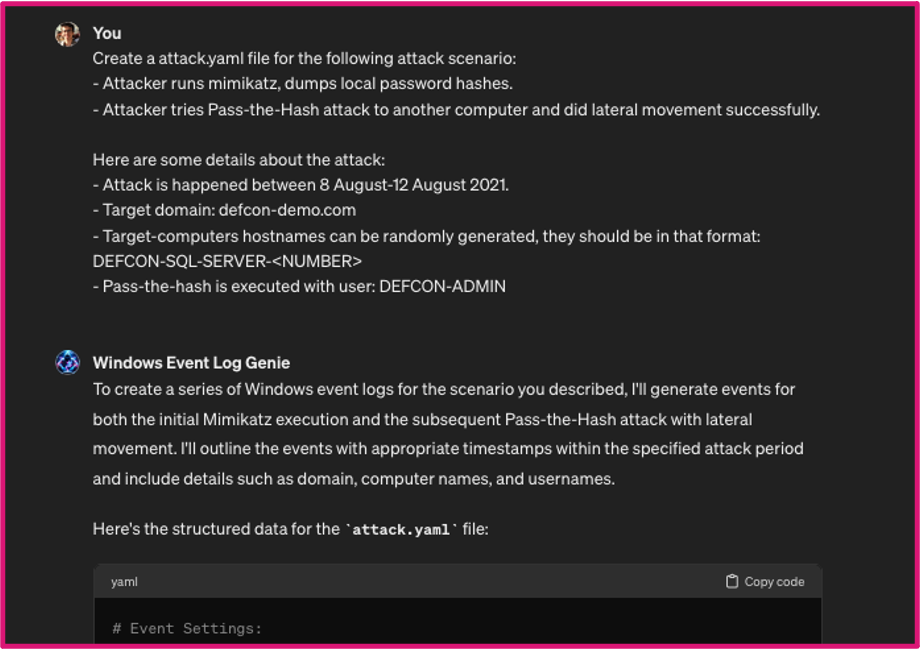 You
Create a attack.yaml file for the following attack scenario:
- Attacker runs mimikatz, dumps local password hashes.
- Attacker tries Pass-the-Hash attack to another computer and did lateral movement successfully.
Here are some details about the attack:
- Attack is happened between 8 August-12 August 2021.
- Target domain: defcon-demo.com
- Target-computers hostnames can be randomly generated, they should be in that format:
DEFCON-SQL-SERVER-<NUMBER>
- Pass-the-hash is executed with user: DEFCON-ADMIN
Windows Event Log Genie
To create a series of Windows event logs for the scenario you described, I'll generate events for
both the initial Mimikatz execution and the subsequent Pass-the-Hash attack with lateral
movement. I'll outline the events with appropriate timestamps within the specified attack period
and include details such as domain, computer names, and usernames.
Here's the structured data for the `attack.yaml` file:
yaml Copy code
# Event Settings: